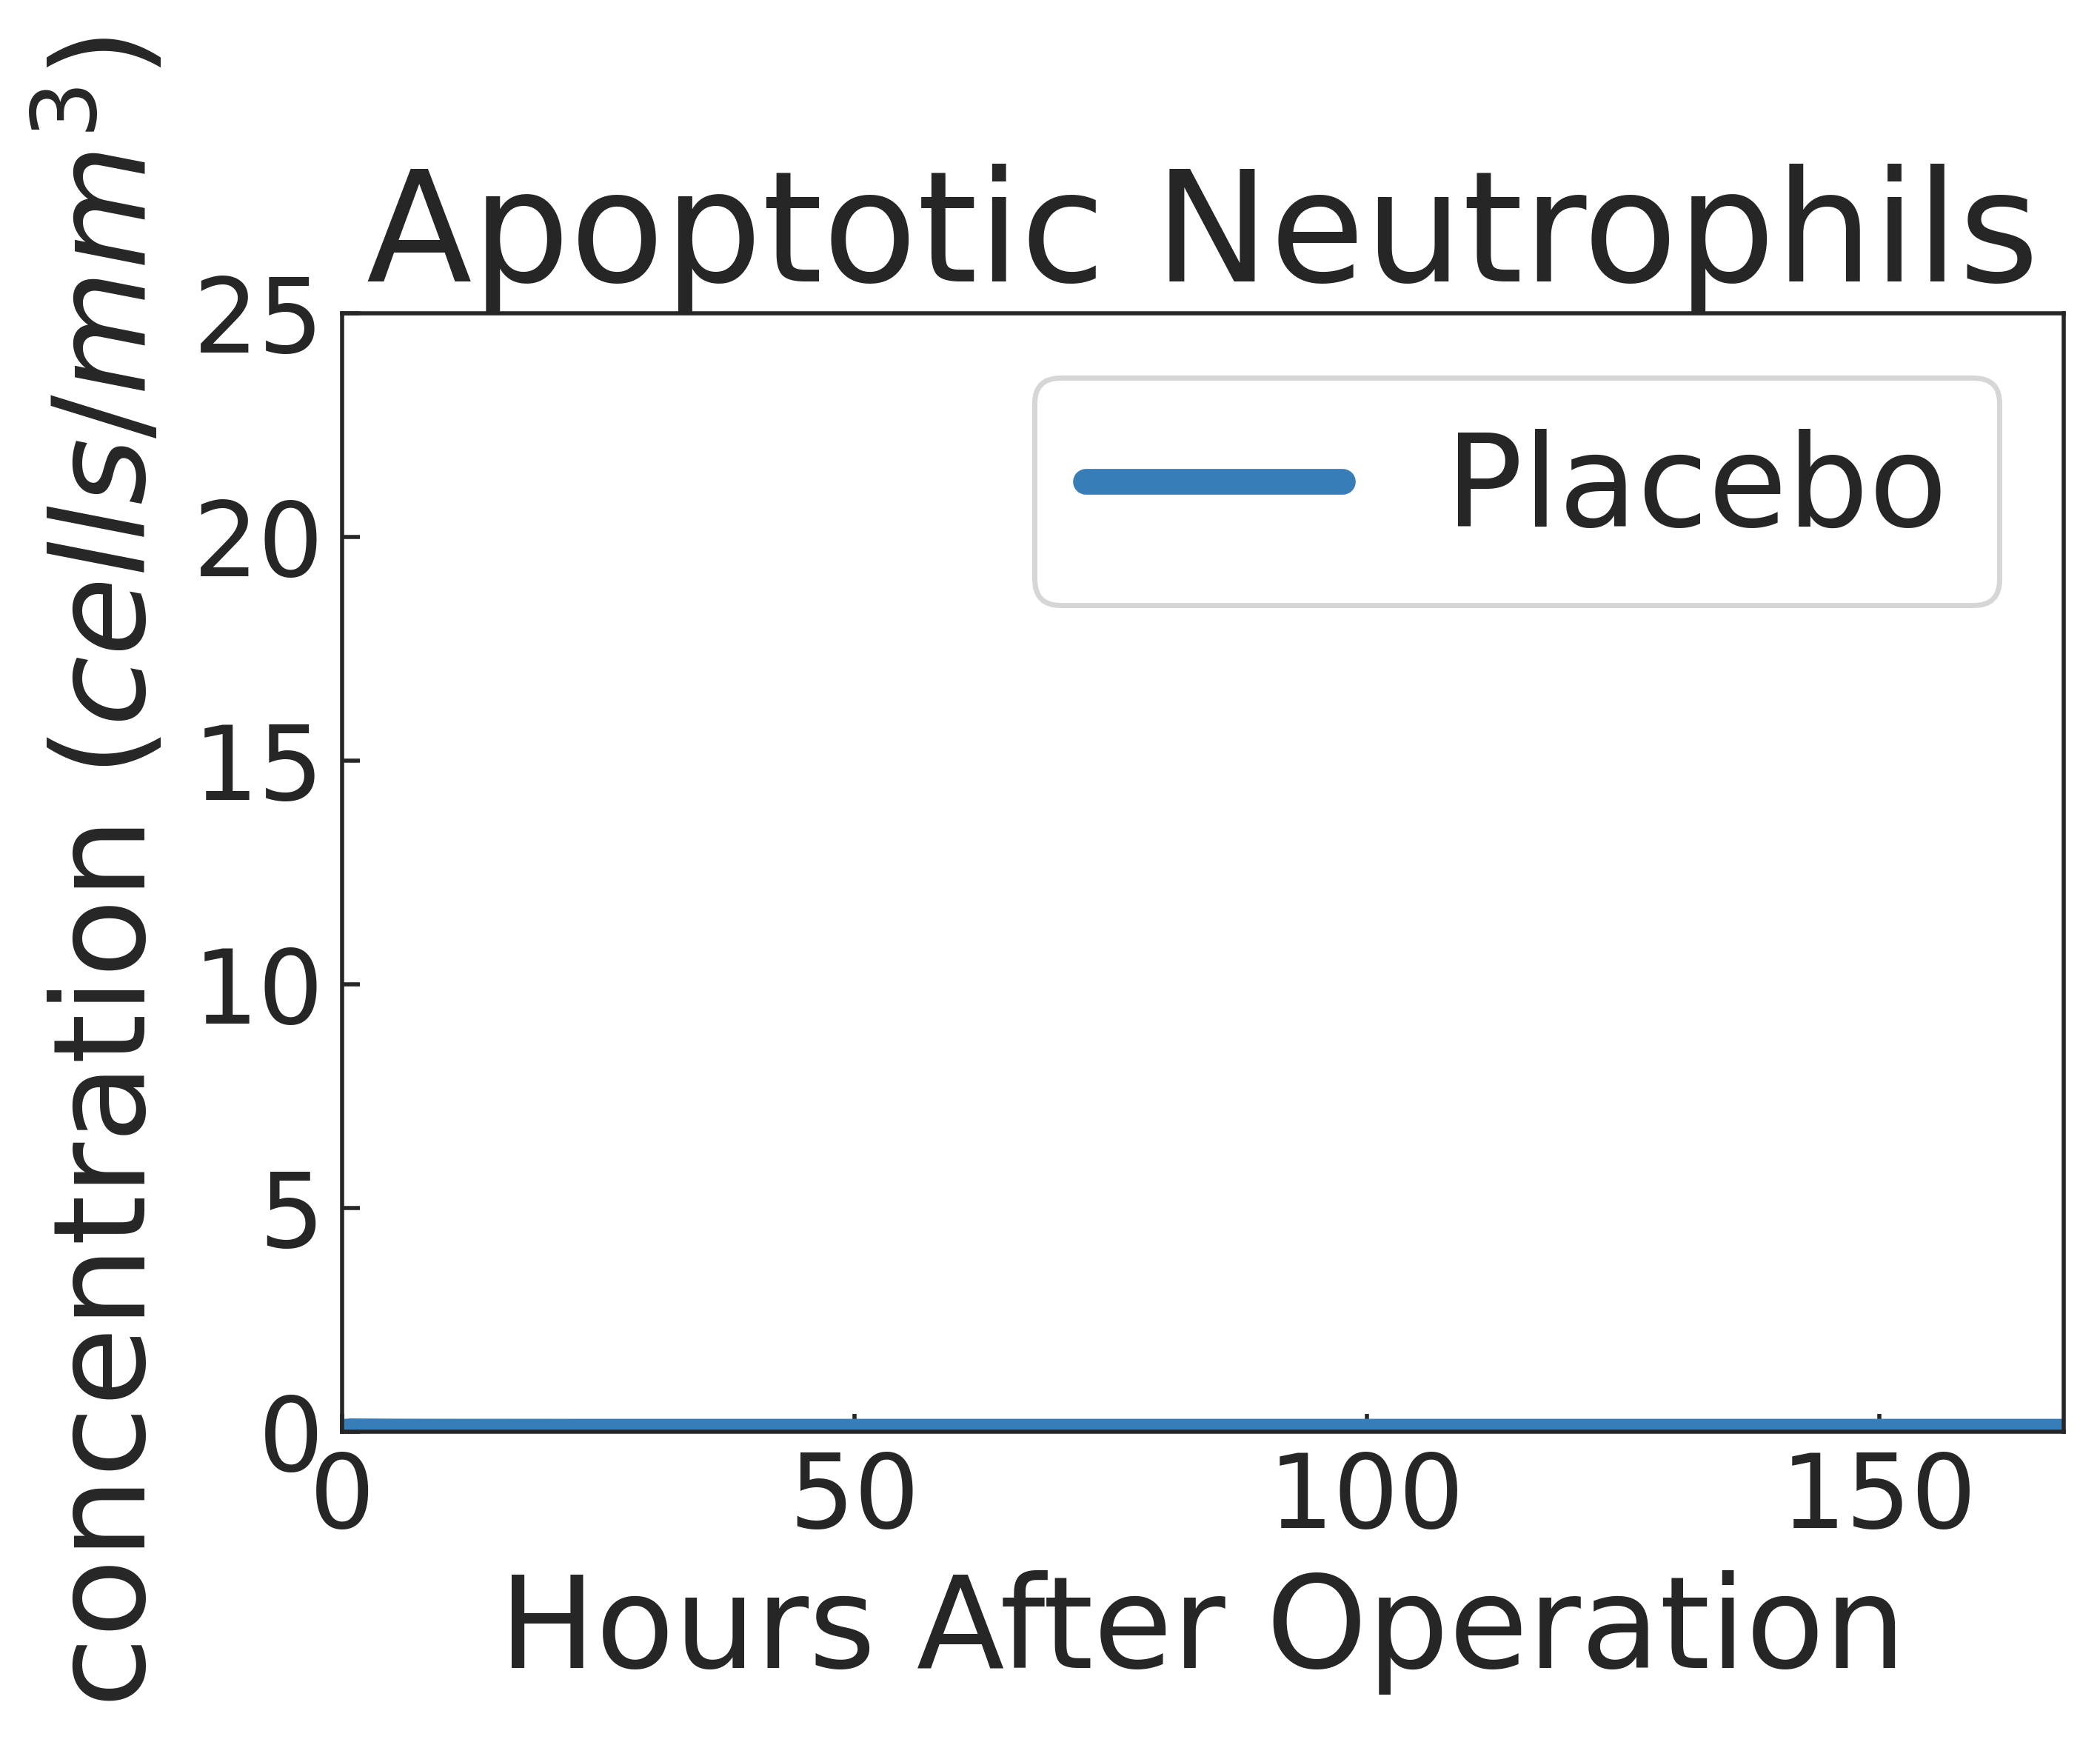 Apoptotic Neutrophils
concentration (cells/mm³)
25
20
15
10
5
0
Placebo
0 50 100 150
Hours After Operation